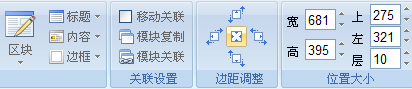 区块
标题
内容
边框
移动关联
模块复制
模块关联
关联设置
边距调整
宽 681 上 275
左 321
高 395 层 10
位置大小